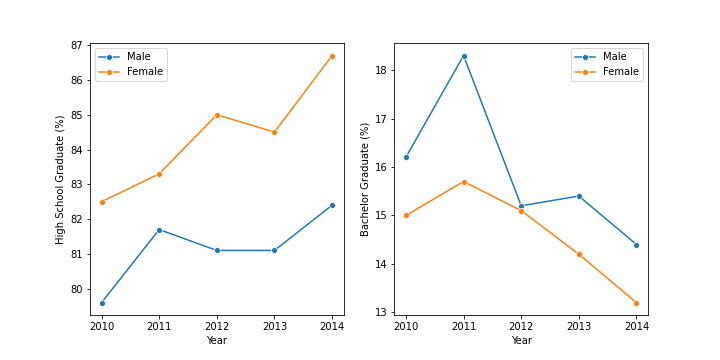 87
86
85
84
83
82
81
80
High School Graduate (%)
Male
Female
2010 2011 2012 2013 2014
Year
18
17
16
15
14
13
Bachelor Graduate (%)
Male
Female
2010 2011 2012 2013 2014
Year